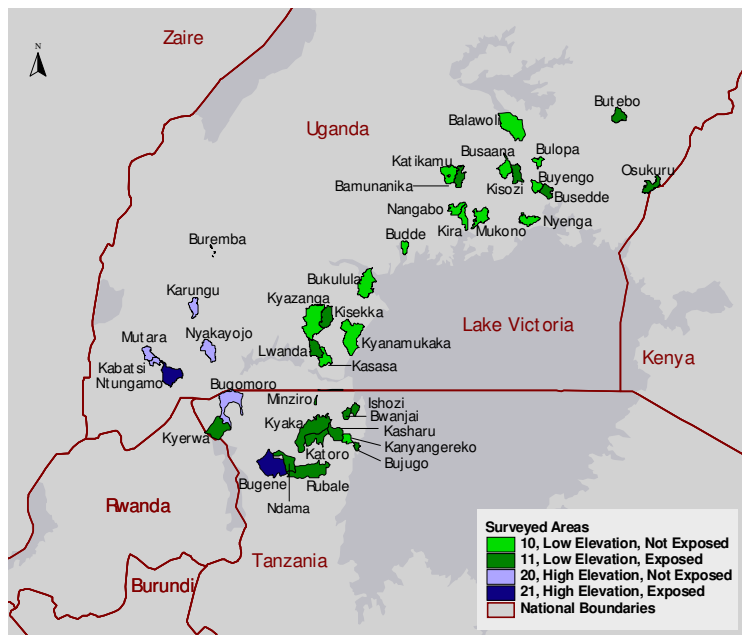 Zaire
N
Uganda
Butebo
Balawoli
Busaana
Bulopa
Katikamu
Osukuru
Buyengo
Bamunanika
Kisozi
Busedde
Nangabo
Nyenga
Kira
Mukono
Budde
Buremba
Bukulula
Karungu
Kyazanga
Kisekka
Lake Victoria
Mutara
Nyakayojo
Kyanamukaka
Lwanda
Kenya
Kabatsi
Kasasa
Ntungamo
Bugomoro
Minziro
Ishozi
Bwanjai
Kyaka
Kasharu
Kyerwa
Kanyangereko
Katoro
Bujugo
Bugene
Rubale
Rwanda
Ndama
Tanzania
Burundi
Surveyed Areas
10, Low Elevation, Not Exposed
11, Low Elevation, Exposed
20, High Elevation, Not Exposed
21, High Elevation, Exposed
National Boundaries